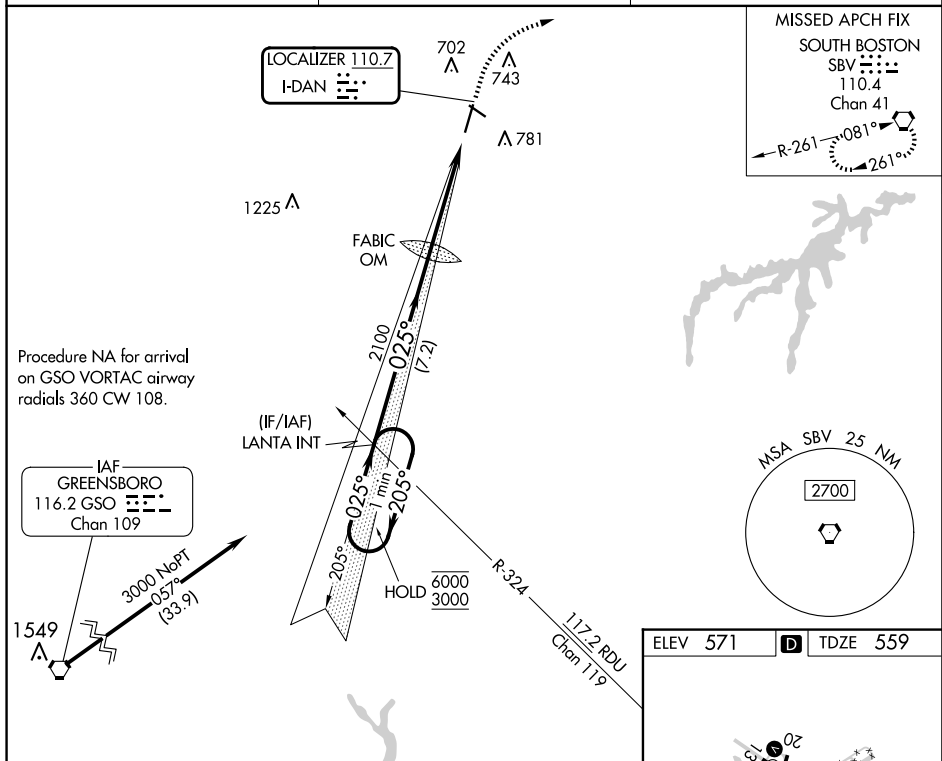 MISSED APCH FIX
SOUTH BOSTON
SBV
110.4
Chan 41
R-261
081°
261°
LOCALIZER 110.7
I-DAN
702
743
781
1225
FABIC
OM
2100
025°
(7.2)
Procedure NA for arrival
on GSO VORTAC airway
radials 360 CW 108.
(IF/IAF)
LANTA INT
IAF
GREENSBORO
116.2 GSO
Chan 109
025°
1 min
205°
205°
HOLD
6000
3000
3000 NoPT
057°
(33.9)
1549
R-324
117.2 RDU
Chan 119
MSA SBV 25 NM
2700
ELEV 571
D
TDZE 559
20
V